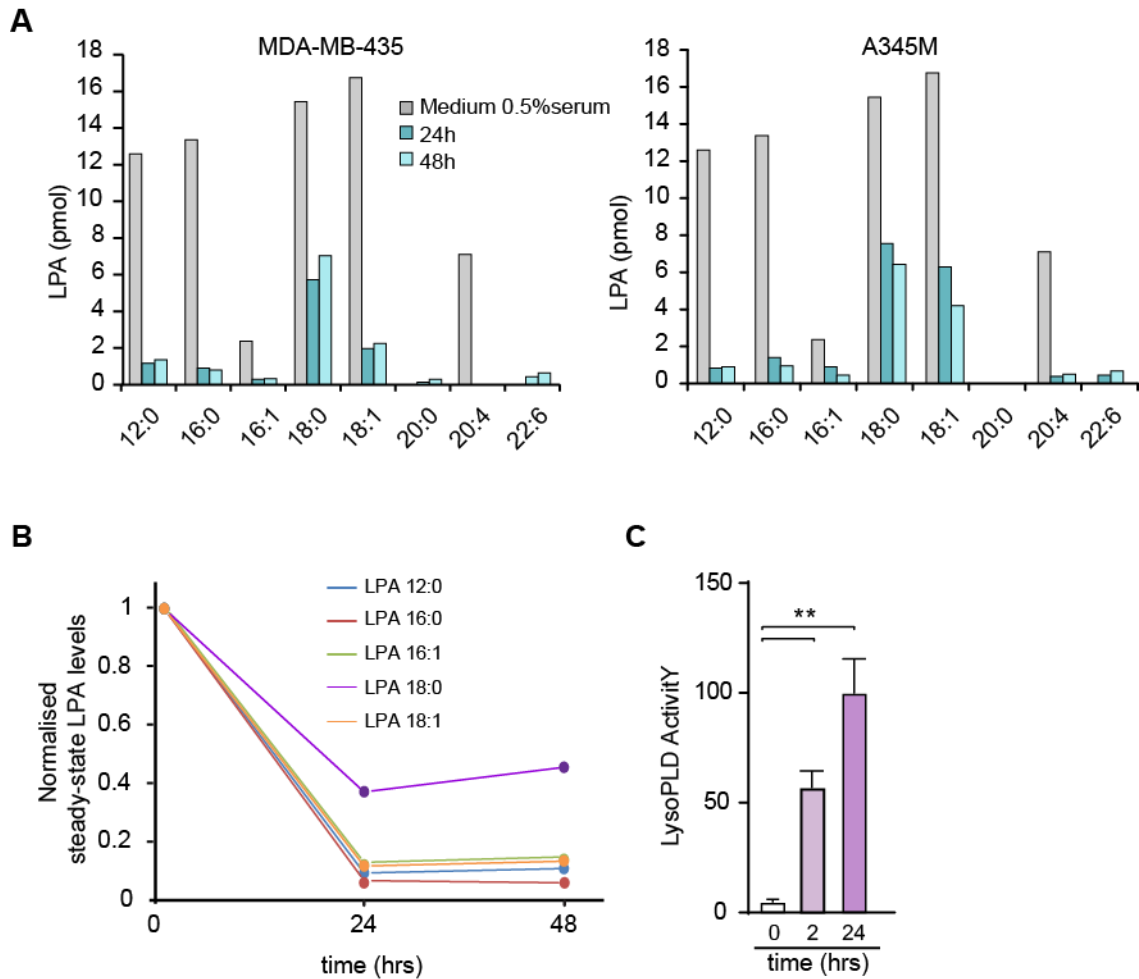 A
MDA-MB-435
18
16
14
12
10
8
6
4
2
0
LPA (pmol)
Medium 0.5%serum
24h
48h
12:0
16:0
16:1
18:0
18:1
20:0
20:4
22:6
A345M
18
16
14
12
10
8
6
4
2
0
LPA (pmol)
12:0
16:0
16:1
18:0
18:1
20:0
20:4
22:6
B
Normalised
steady-state LPA levels
1
0.8
0.6
0.4
0.2
0
LPA 12:0
LPA 16:0
LPA 16:1
LPA 18:0
LPA 18:1
0
24
48
time (hrs)
C
LysoPLD ActivitY
150
100
50
0
**
0 2 24
time (hrs)